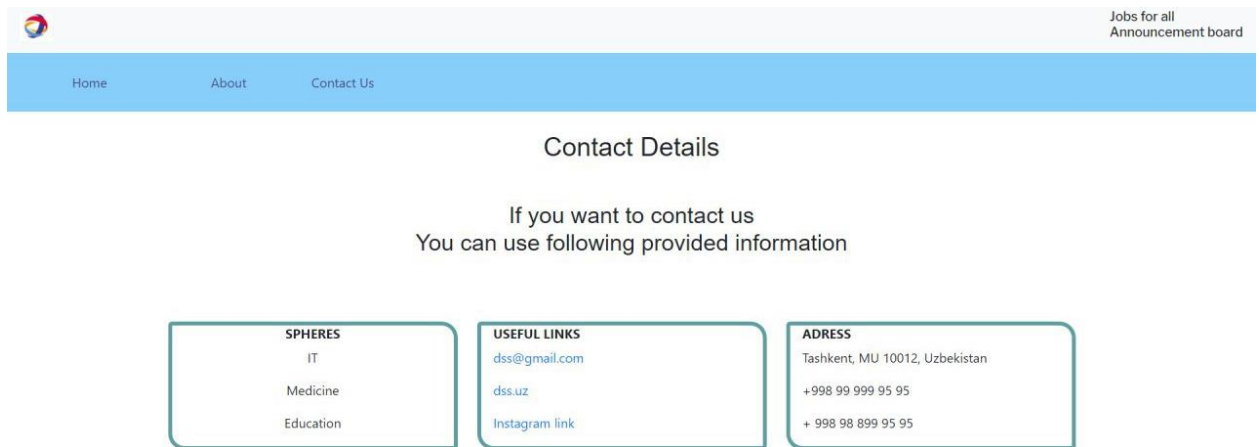 Jobs for all
Announcement board
Home About Contact Us
Contact Details
If you want to contact us
You can use following provided information
SPHERES
IT
Medicine
Education
USEFUL LINKS
dss@gmail.com
dss.uz
Instagram link
ADRESS
Tashkent, MU 10012, Uzbekistan
+998 99 999 95 95
+ 998 98 899 95 95